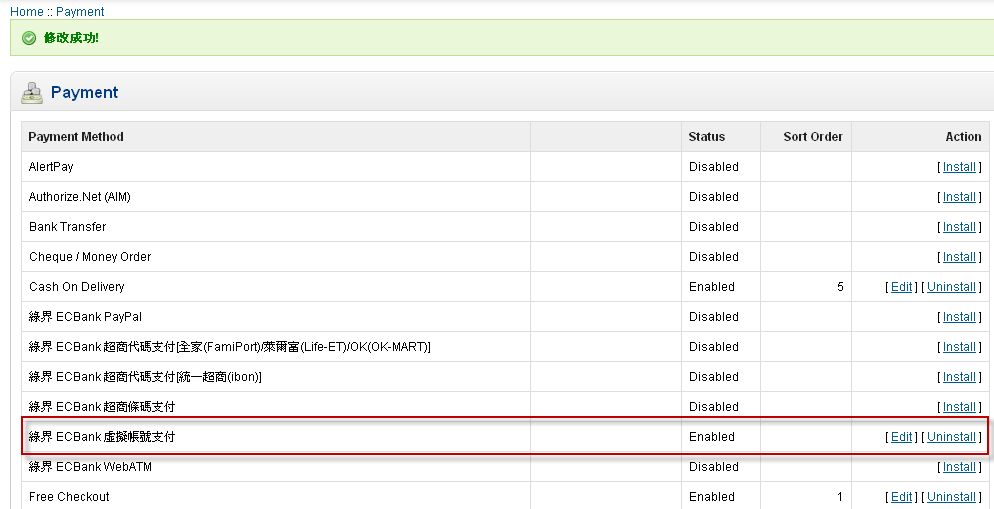 Home :: Payment
修改成功!
Payment
Payment Method Status Sort Order Action
AlertPay Disabled [ Install ]
Authorize.Net (AIM) Disabled [ Install ]
Bank Transfer Disabled [ Install ]
Cheque / Money Order Disabled [ Install ]
Cash On Delivery Enabled 5 [ Edit ] [ Uninstall ]
綠界 ECBank PayPal Disabled [ Install ]
綠界 ECBank 超商代碼支付[全家(FamiPort)/萊爾富(Life-ET)/OK(OK-MART)] Disabled [ Install ]
綠界 ECBank 超商代碼支付[統一超商(ibon)] Disabled [ Install ]
綠界 ECBank 超商條碼支付 Disabled [ Install ]
綠界 ECBank 虛擬帳號支付 Enabled [ Edit ] [ Uninstall ]
綠界 ECBank WebATM Disabled [ Install ]
Free Checkout Enabled 1 [ Edit ] [ Uninstall ]